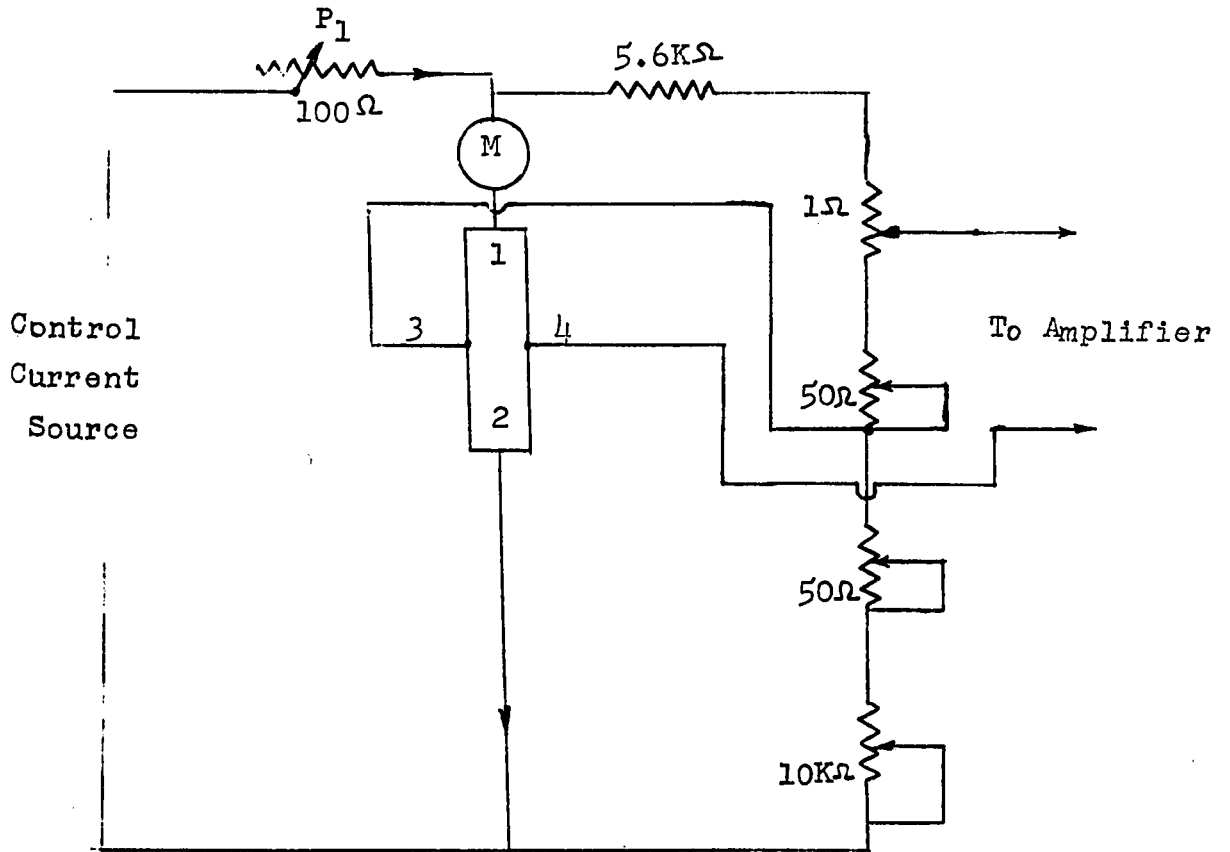 P1
5.6KΩ
100Ω
M
1Ω
1
3
4
To Amplifier
Control
Current
Source
50Ω
2
50Ω
10KΩ